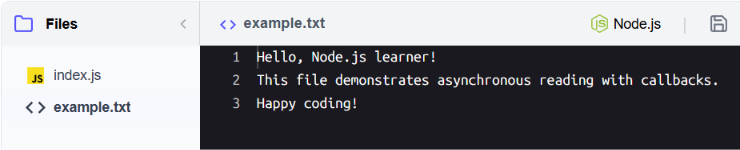 Files
example.txt
Node.js
JS index.js
example.txt
1 Hello, Node.js learner!
2 This file demonstrates asynchronous reading with callbacks.
3 Happy coding!